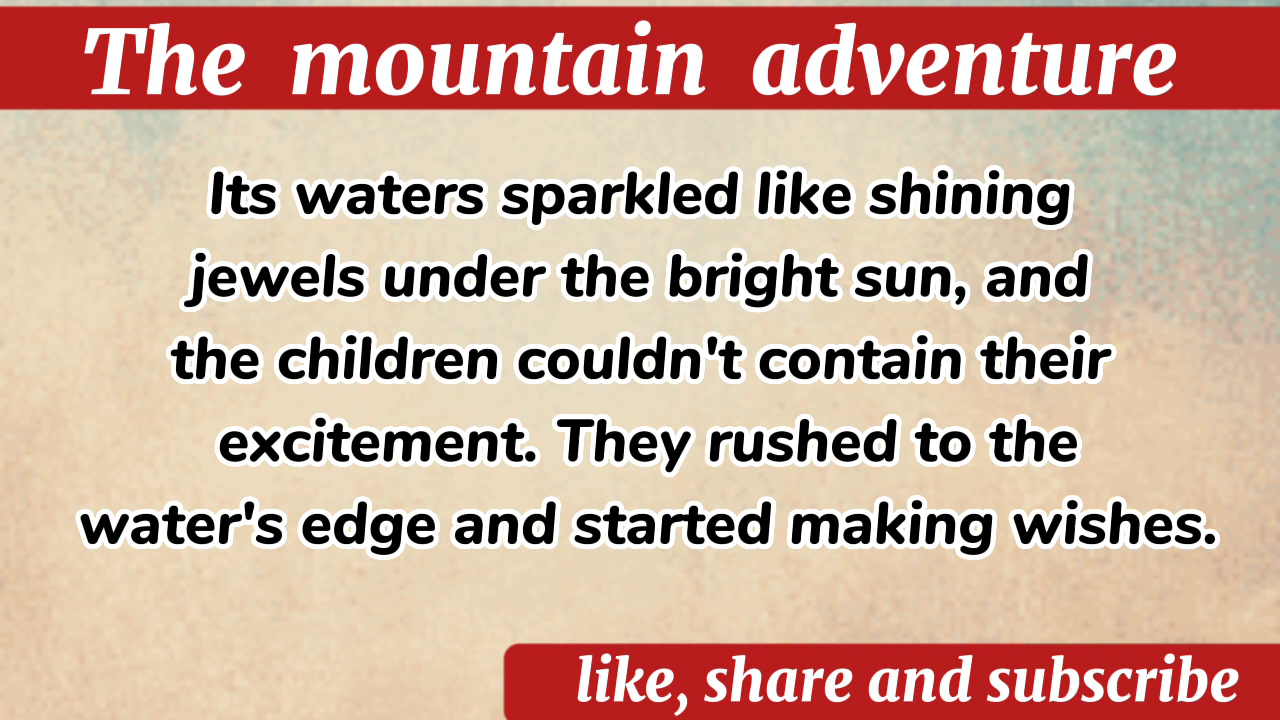 The mountain adventure
Its waters sparkled like shining
jewels under the bright sun, and
the children couldn't contain their
excitement. They rushed to the
water's edge and started making wishes.
like, share and subscribe